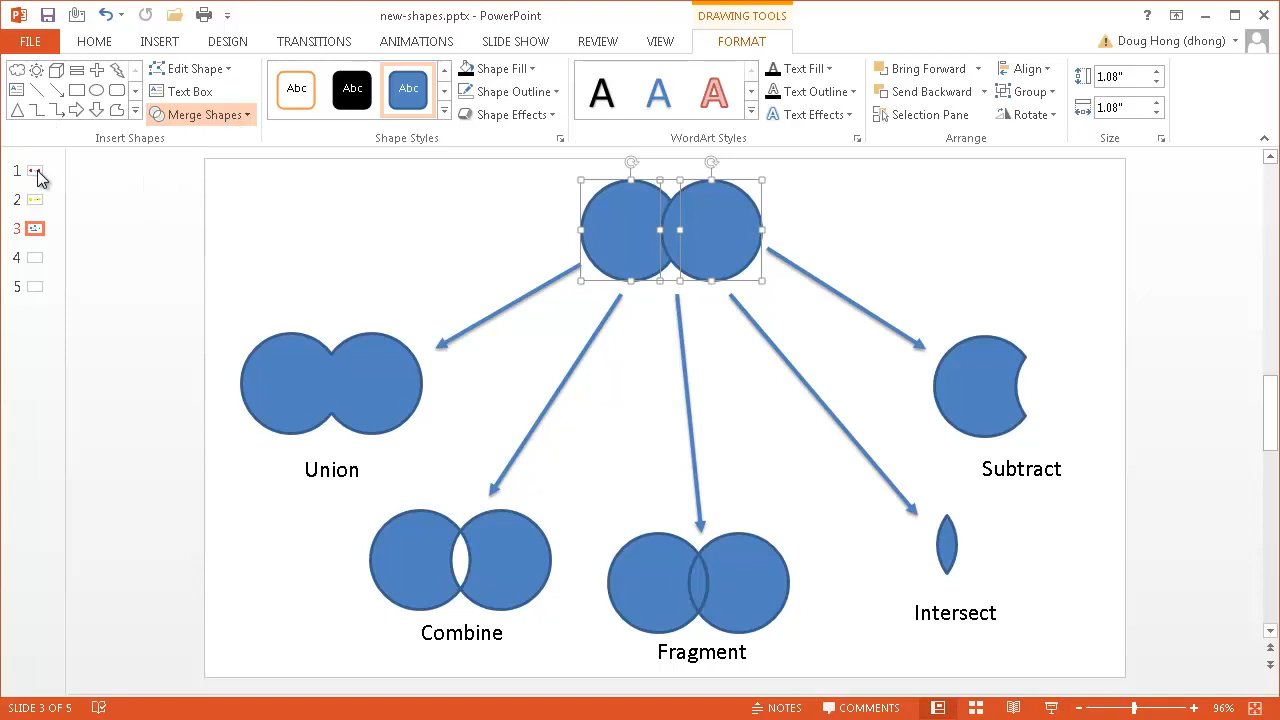 new-shapes.pptx - PowerPoint
DRAWING TOOLS
?
FILE HOME INSERT DESIGN TRANSITIONS ANIMATIONS SLIDE SHOW REVIEW VIEW FORMAT
Doug Hong (dhong)
Edit Shape
Text Box
Merge Shapes
Insert Shapes
Abc Abc Abc
Shape Fill
Shape Outline
Shape Effects
Shape Styles
A A A
Text Fill
Text Outline
Text Effects
WordArt Styles
Bring Forward
Send Backward
Selection Pane
Align
Group
Rotate
Arrange
1.08"
1.08"
Size
1
2
3
4
5
Union
Subtract
Combine
Fragment
Intersect
SLIDE 3 OF 5
NOTES
COMMENTS
96%